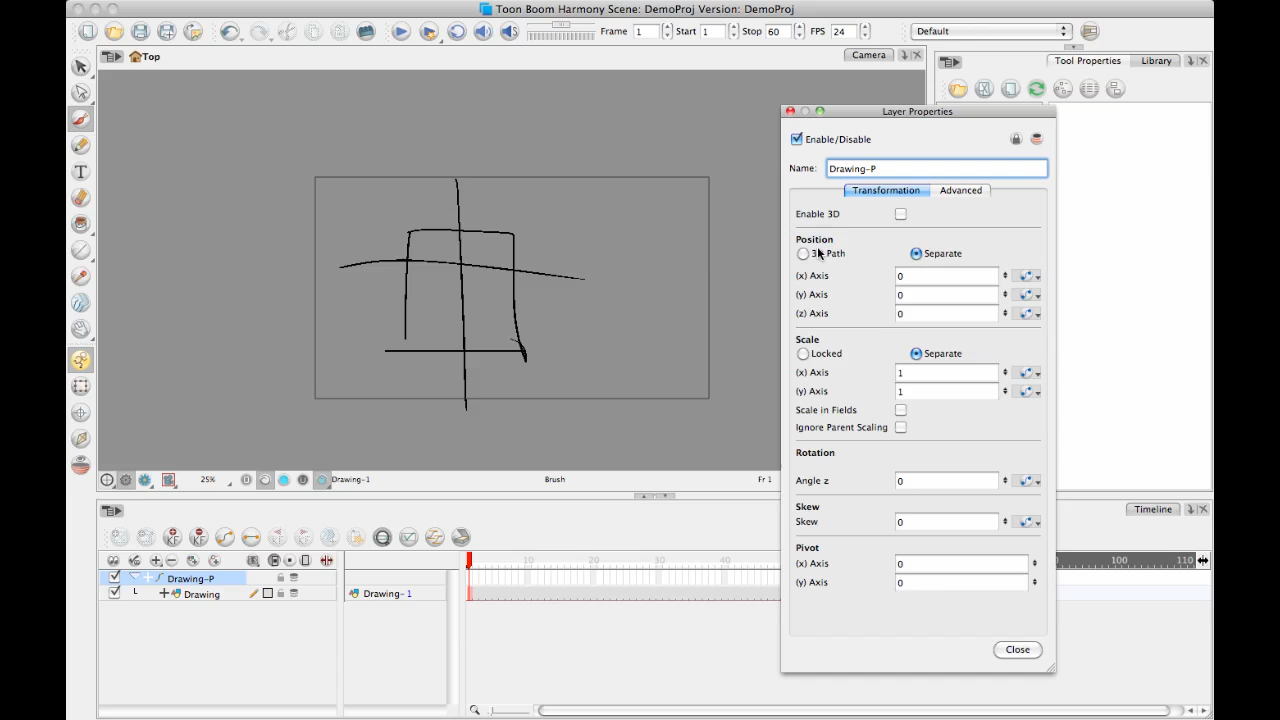 Toon Boom Harmony Scene: DemoProj Version: DemoProj
Frame 1 Start 1 Stop 60 FPS 24 Default
Top
Camera
Tool Properties Library
Layer Properties
Enable/Disable
Name: Drawing-P
Transformation Advanced
Enable 3D
Position
Path Separate
(x) Axis 0
(y) Axis 0
(z) Axis 0
Scale
Locked Separate
(x) Axis 1
(y) Axis 1
Scale in Fields
Ignore Parent Scaling
Rotation
Angle z 0
Skew
Skew 0
Pivot
(x) Axis 0
(y) Axis 0
Close
25% Drawing-1 Brush Fr 1
Timeline
10 20 30 40 100 110
Drawing-P
Drawing Drawing- 1